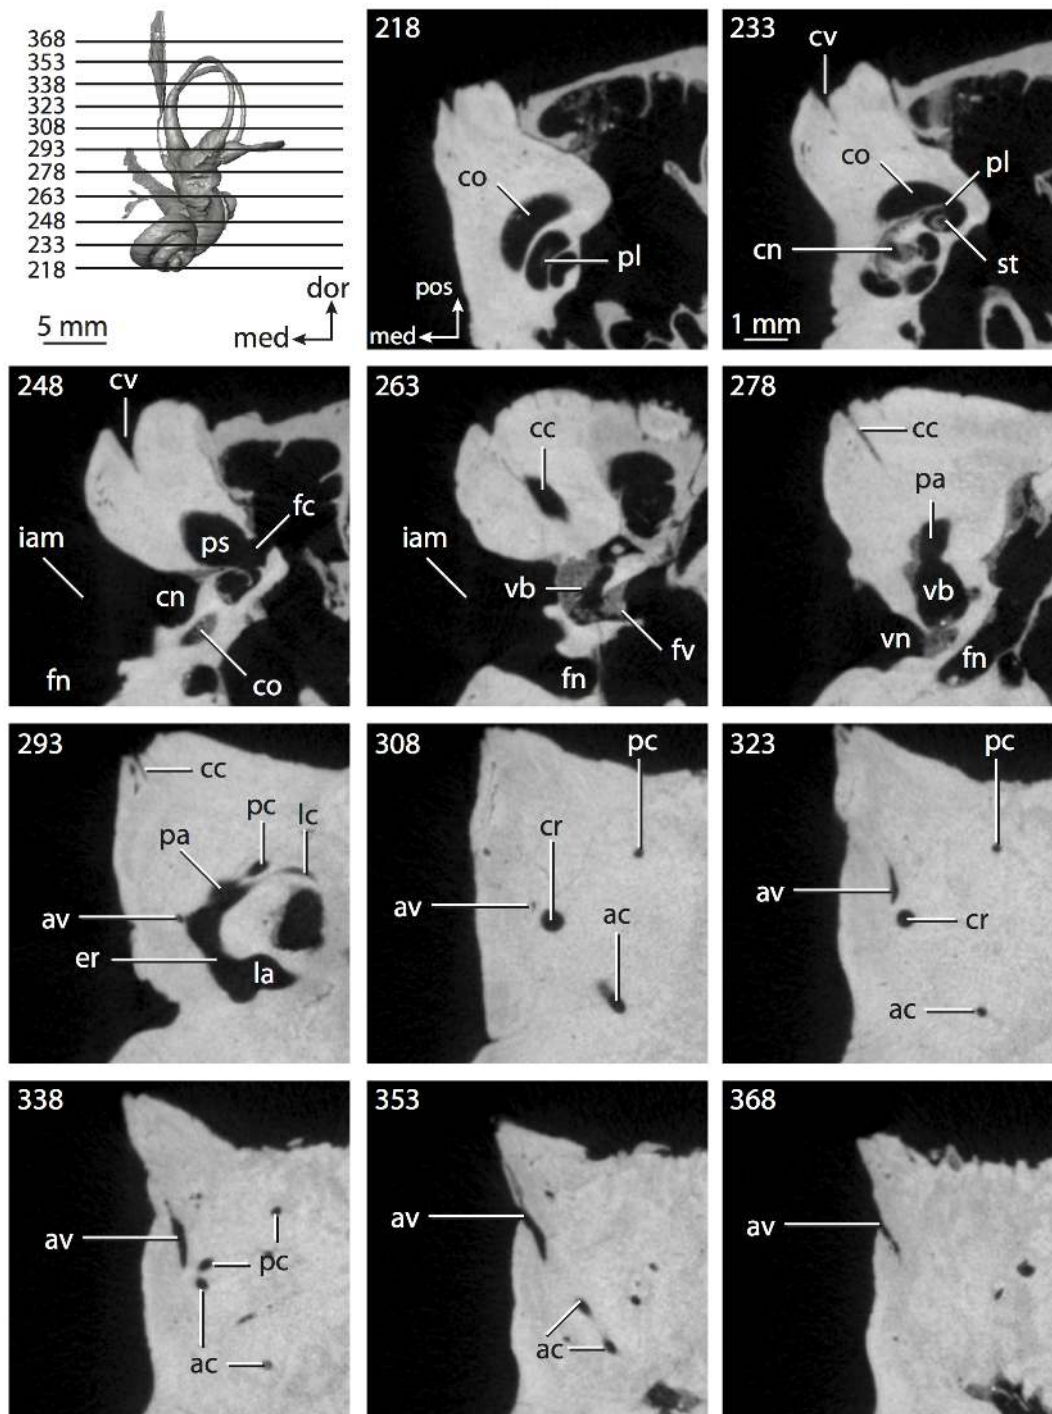 368
353
338
323
308
293
278
263
248
233
218
dor
5 mm
med
218
co
pl
pos
med
233
cv
co
pl
cn
st
1 mm
248
cv
iam
ps
fc
cn
fn
co
263
cc
iam
vb
fv
fn
278
cc
pa
vb
vn
fn
293
cc
pc
lc
pa
av
er
la
308
pc
cr
av
ac
323
pc
av
cr
ac
338
av
pc
ac
353
av
ac
368
av